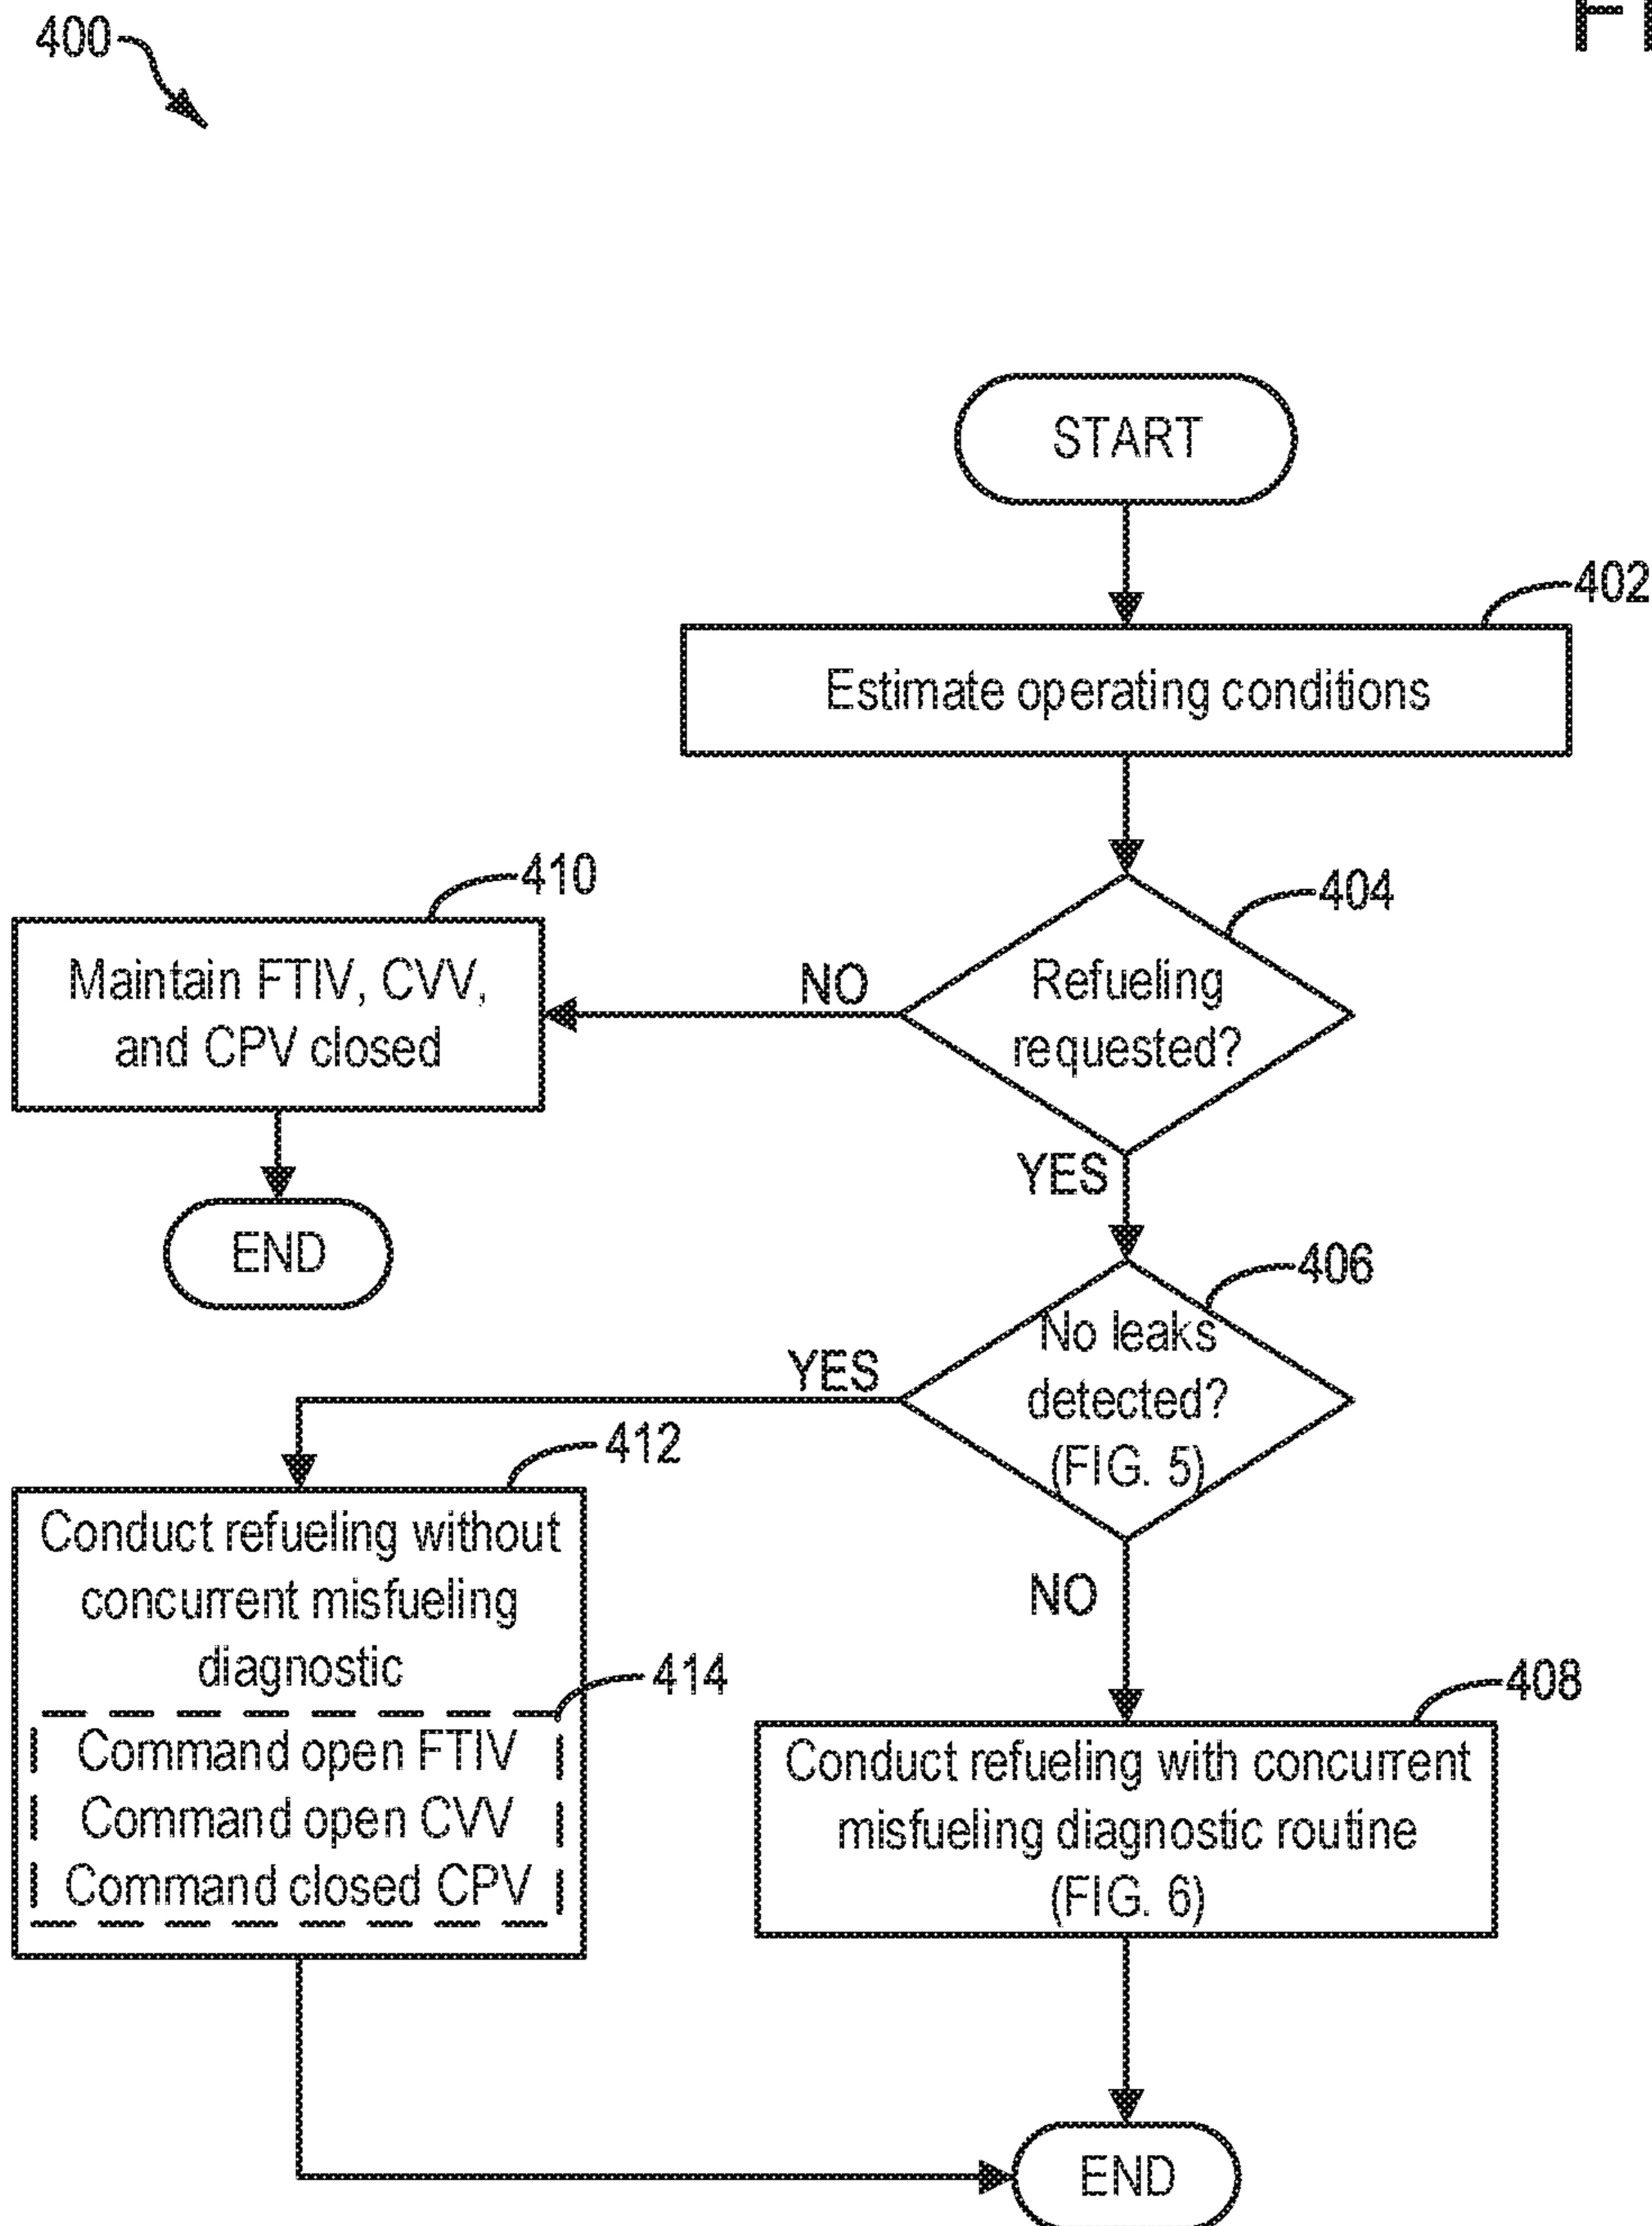 400
START
402
Estimate operating conditions
410
404
Maintain FTIV, CVV,
and CPV closed
NO
Refueling
requested?
YES
END
406
No leaks
detected?
(FIG. 5)
YES
412
Conduct refueling without
concurrent misfueling
diagnostic
NO
414
408
Command open FTIV
Command open CVV
Command closed CPV
Conduct refueling with concurrent
misfueling diagnostic routine
(FIG. 6)
END